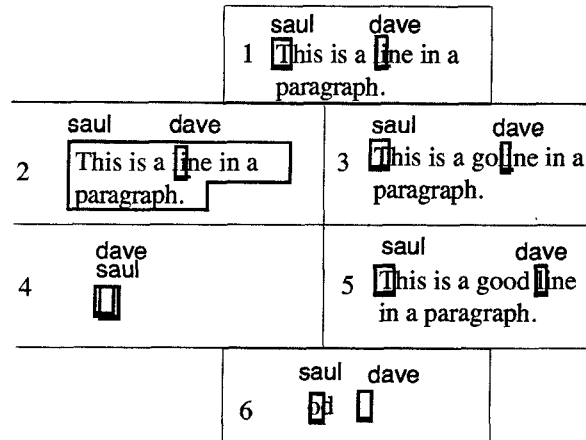 saul dave
1 This is a line in a
paragraph.
saul dave
2 This is a line in a
paragraph.
saul dave
3 This is a goline in a
paragraph.
dave
saul
4
saul dave
5 This is a good line
in a paragraph.
saul dave
6 od